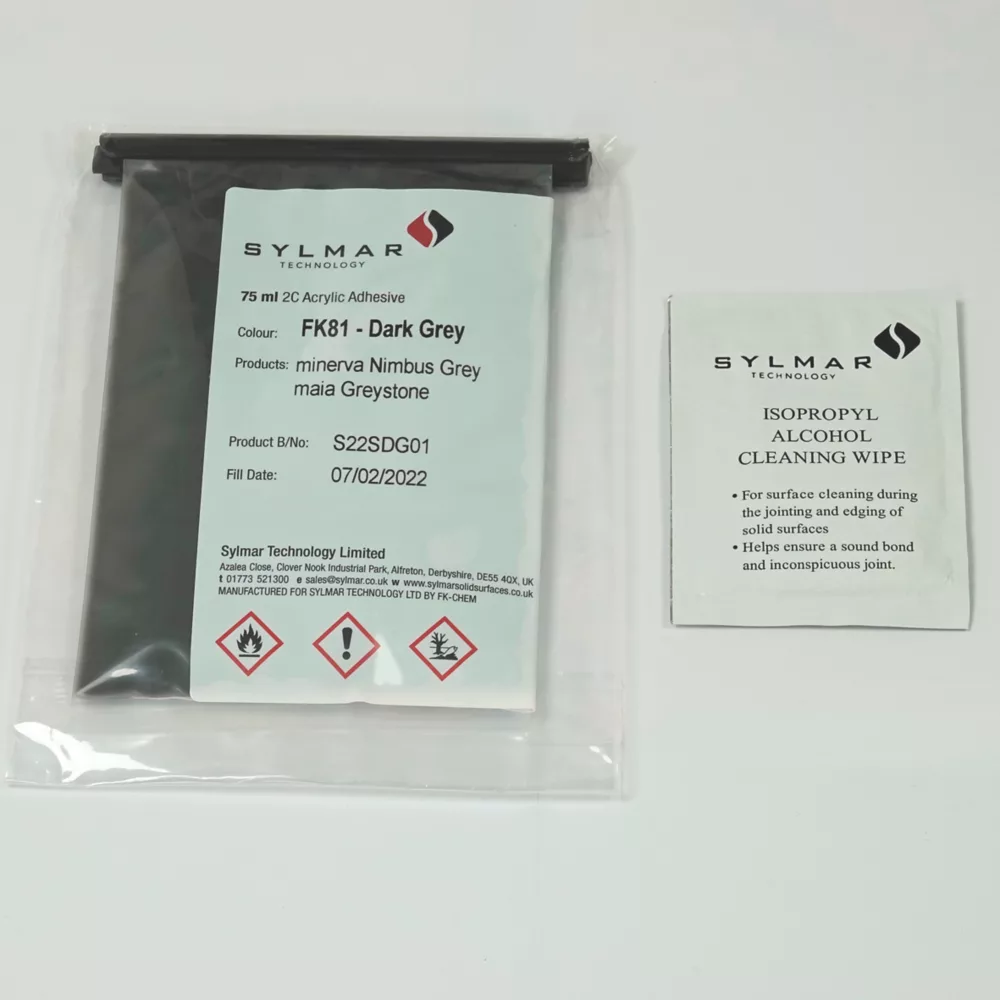 SYLMAR
TECHNOLOGY
75 ml 2C Acrylic Adhesive
Colour: FK81 - Dark Grey
Products: minerva Nimbus Grey
maia Greystone
Product B/No: S22SDG01
Fill Date: 07/02/2022
Sylmar Technology Limited
Azalea Close, Clover Nook Industrial Park, Alfreton, Derbyshire, DE55 4QX, UK
t 01773 521300 e sales@sylmar.co.uk w www.sylmarsolidsurfaces.co.uk
MANUFACTURED FOR SYLMAR TECHNOLOGY LTD BY FK-CHEM
SYLMAR
TECHNOLOGY
ISOPROPYL
ALCOHOL
CLEANING WIPE
• For surface cleaning during
the jointing and edging of
solid surfaces
• Helps ensure a sound bond
and inconspicuous joint.